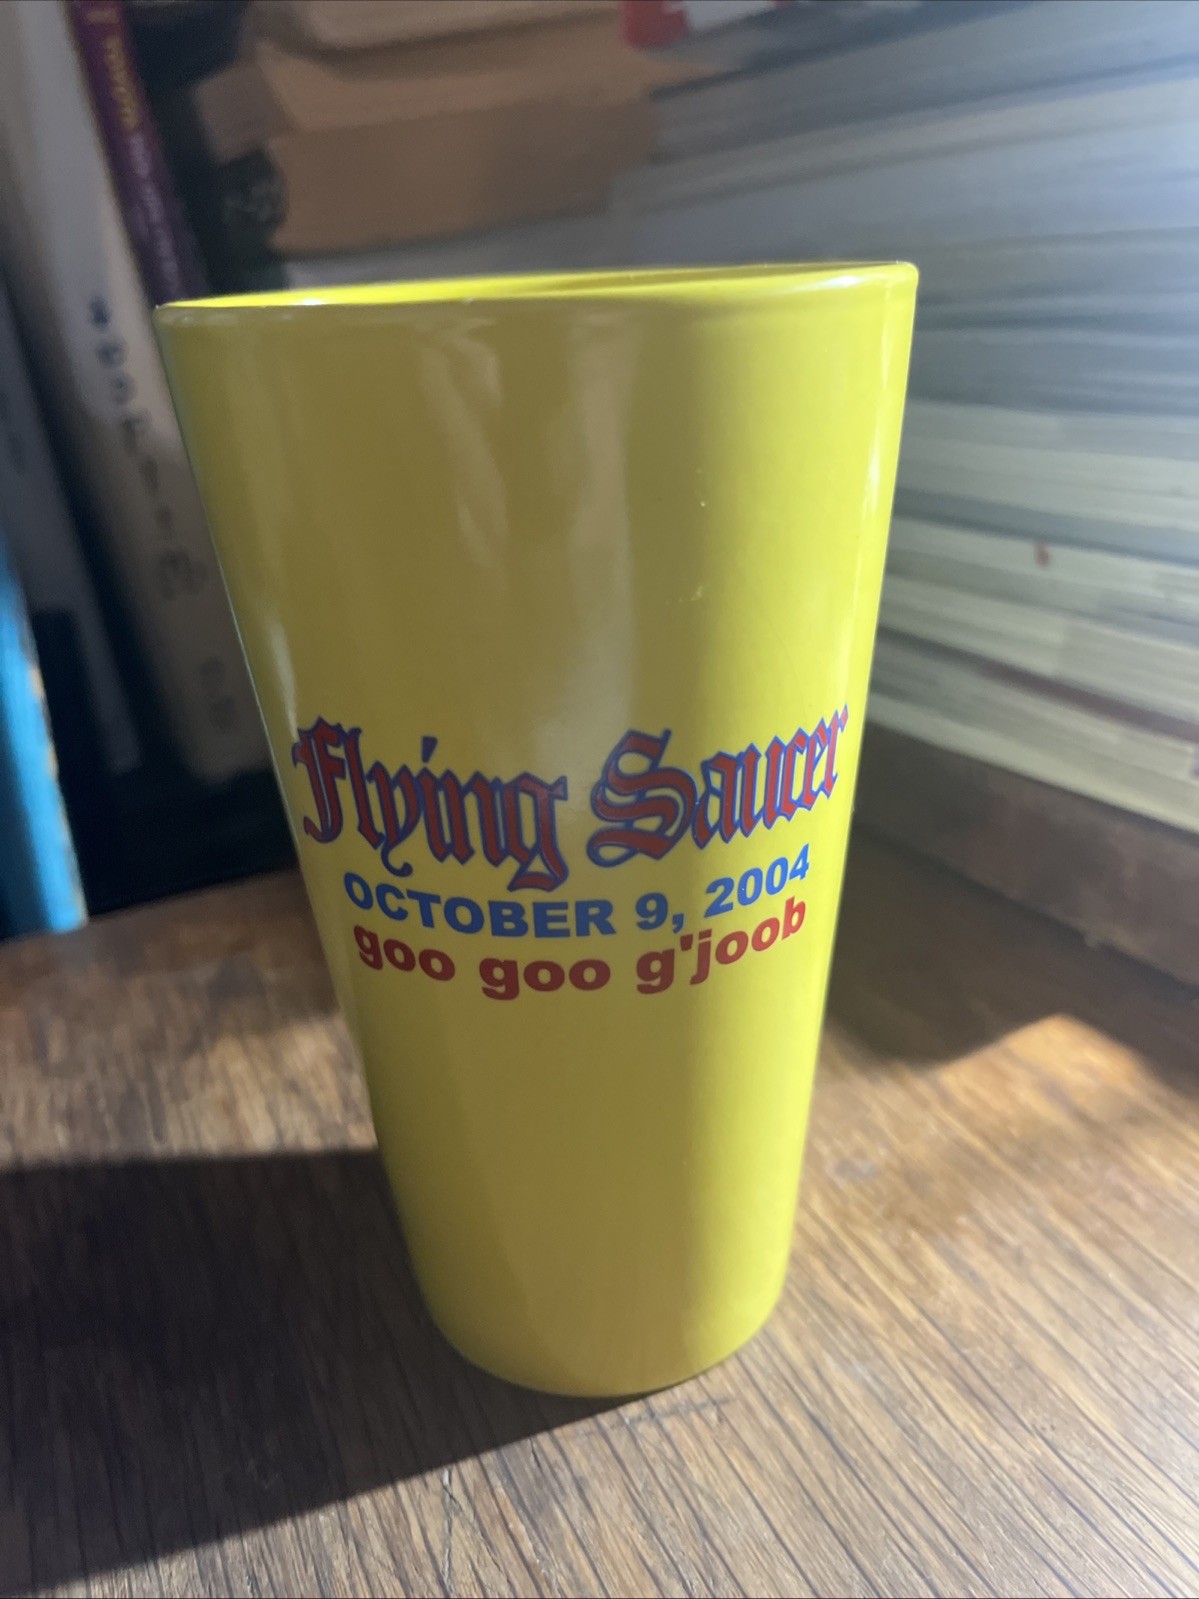 Flying Saucer
OCTOBER 9, 2004
goo goo g'joob